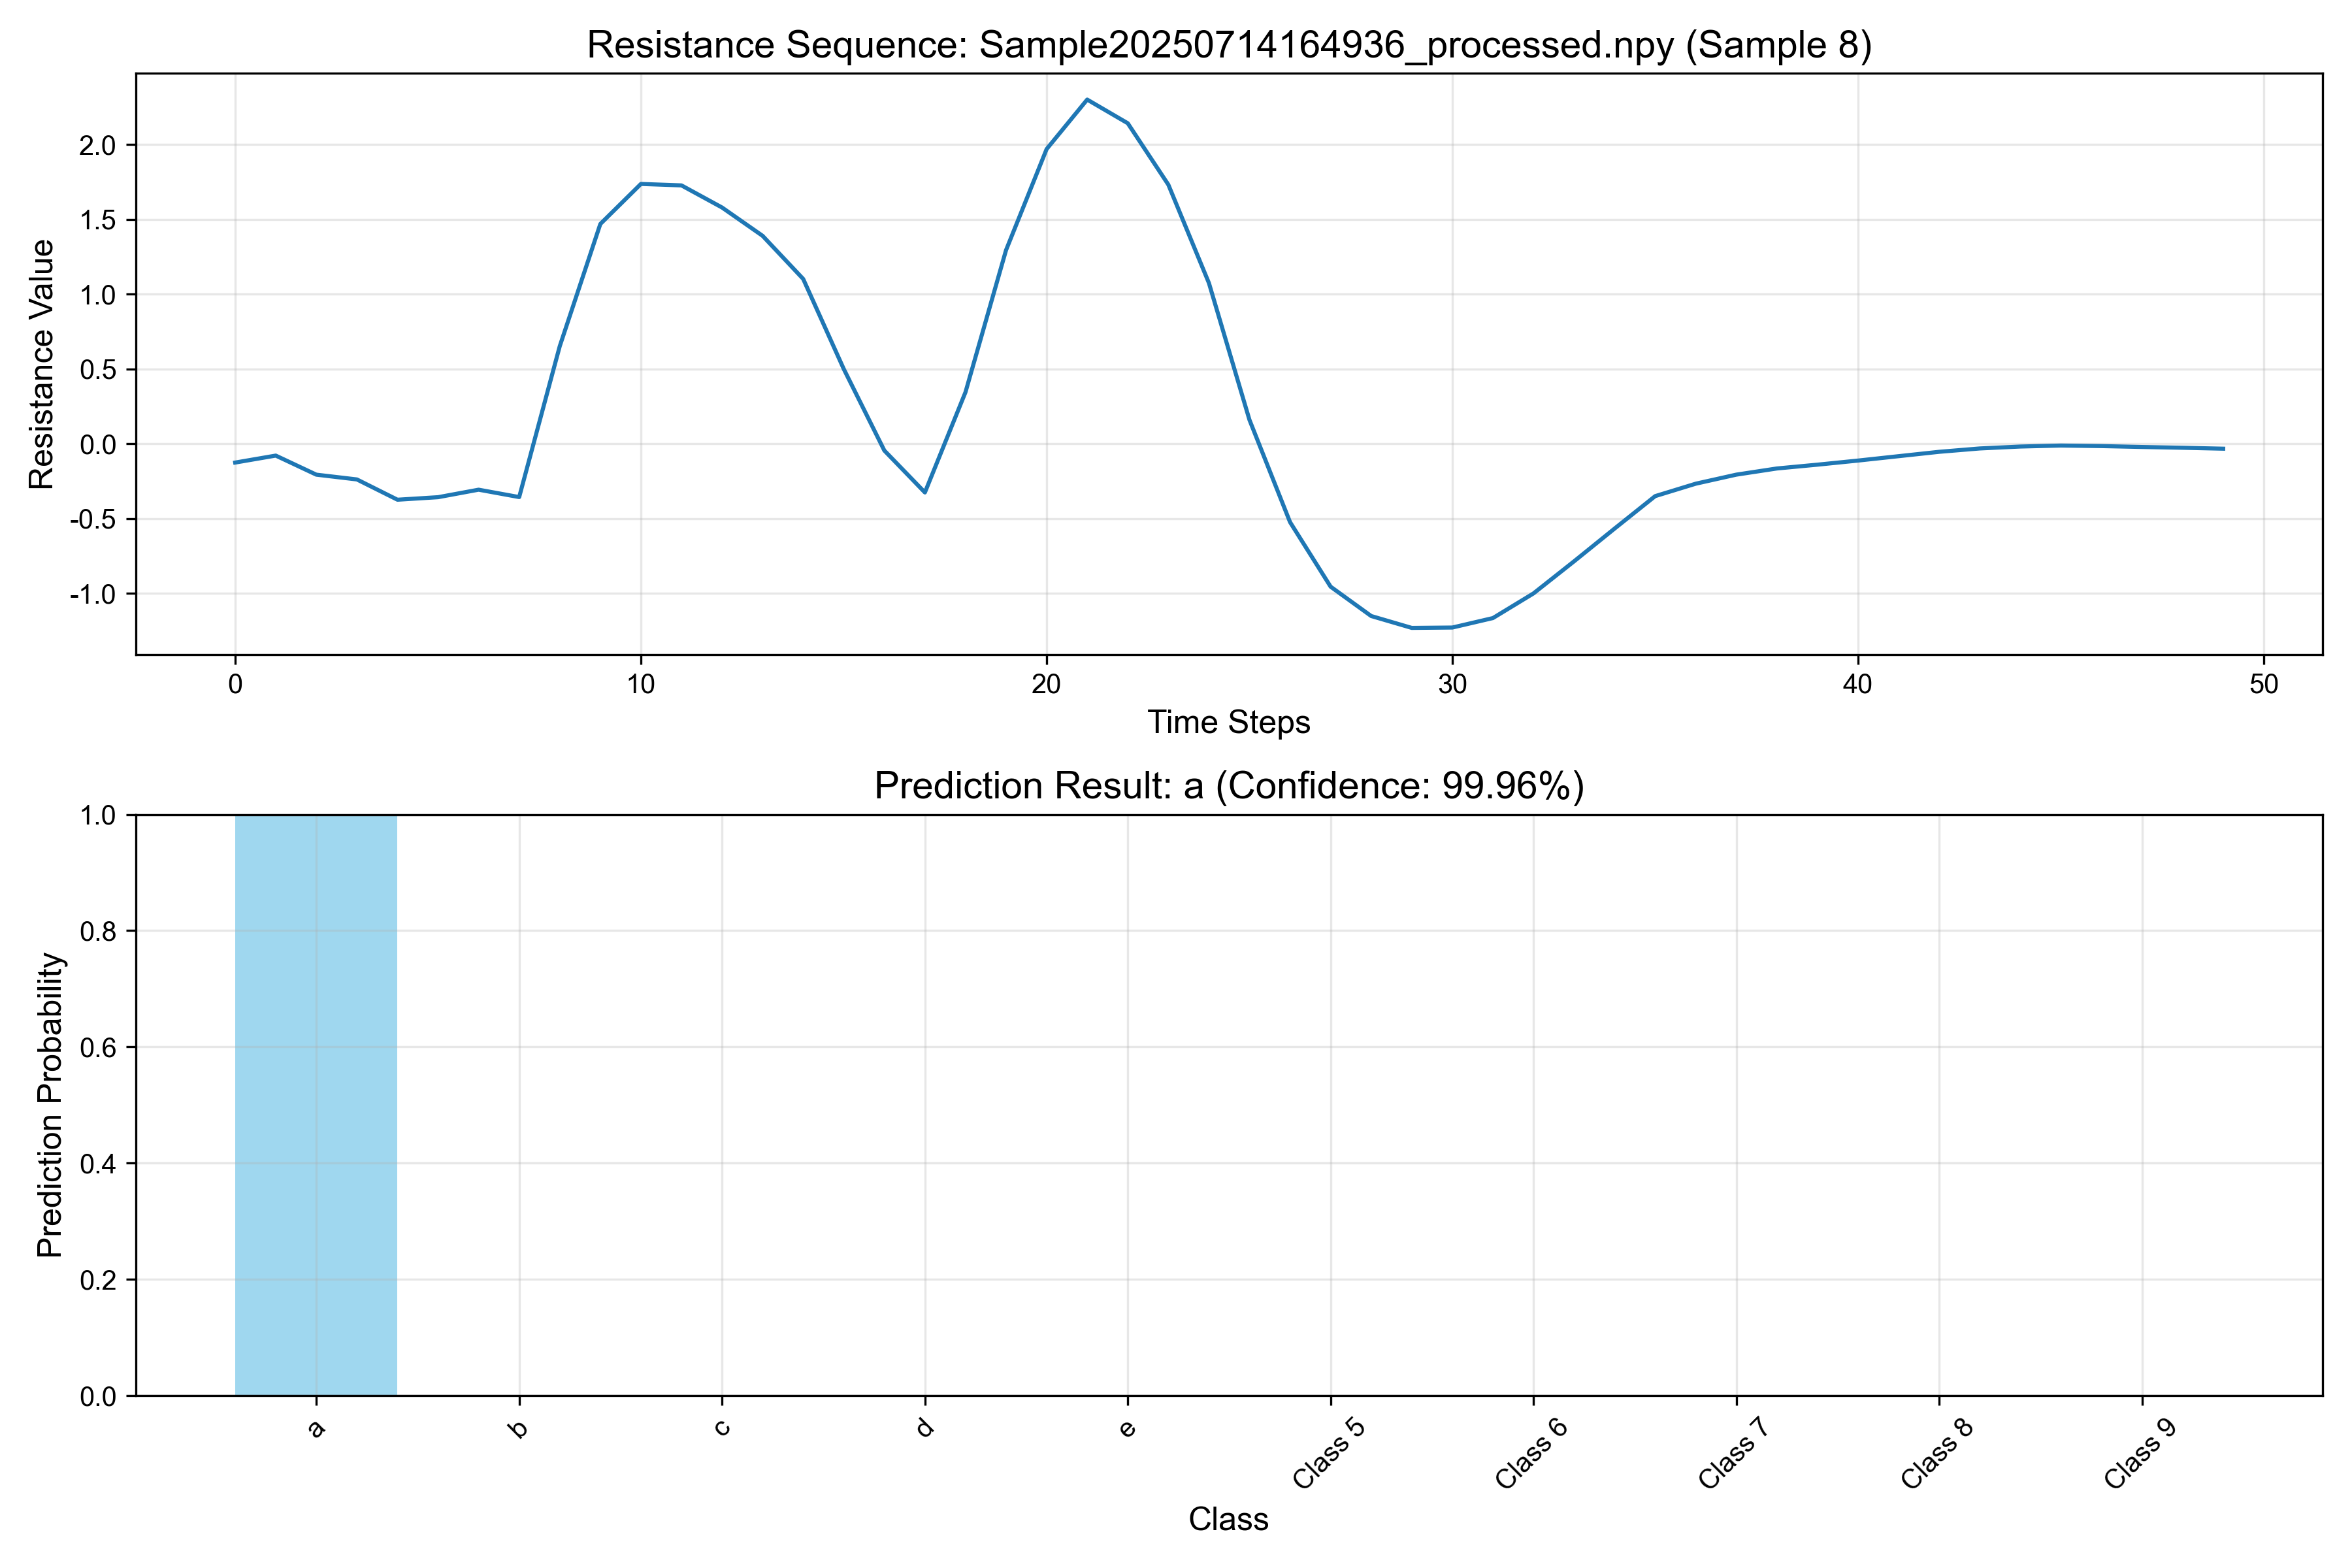 Resistance Sequence: Sample20250714164936_processed.npy (Sample 8)
Resistance Value
2.0
1.5
1.0
0.5
0.0
-0.5
-1.0
0 10 20 30 40 50
Time Steps
Prediction Result: a (Confidence: 99.96%)
Prediction Probability
1.0
0.8
0.6
0.4
0.2
0.0
a b c d e Class 5 Class 6 Class 7 Class 8 Class 9
Class